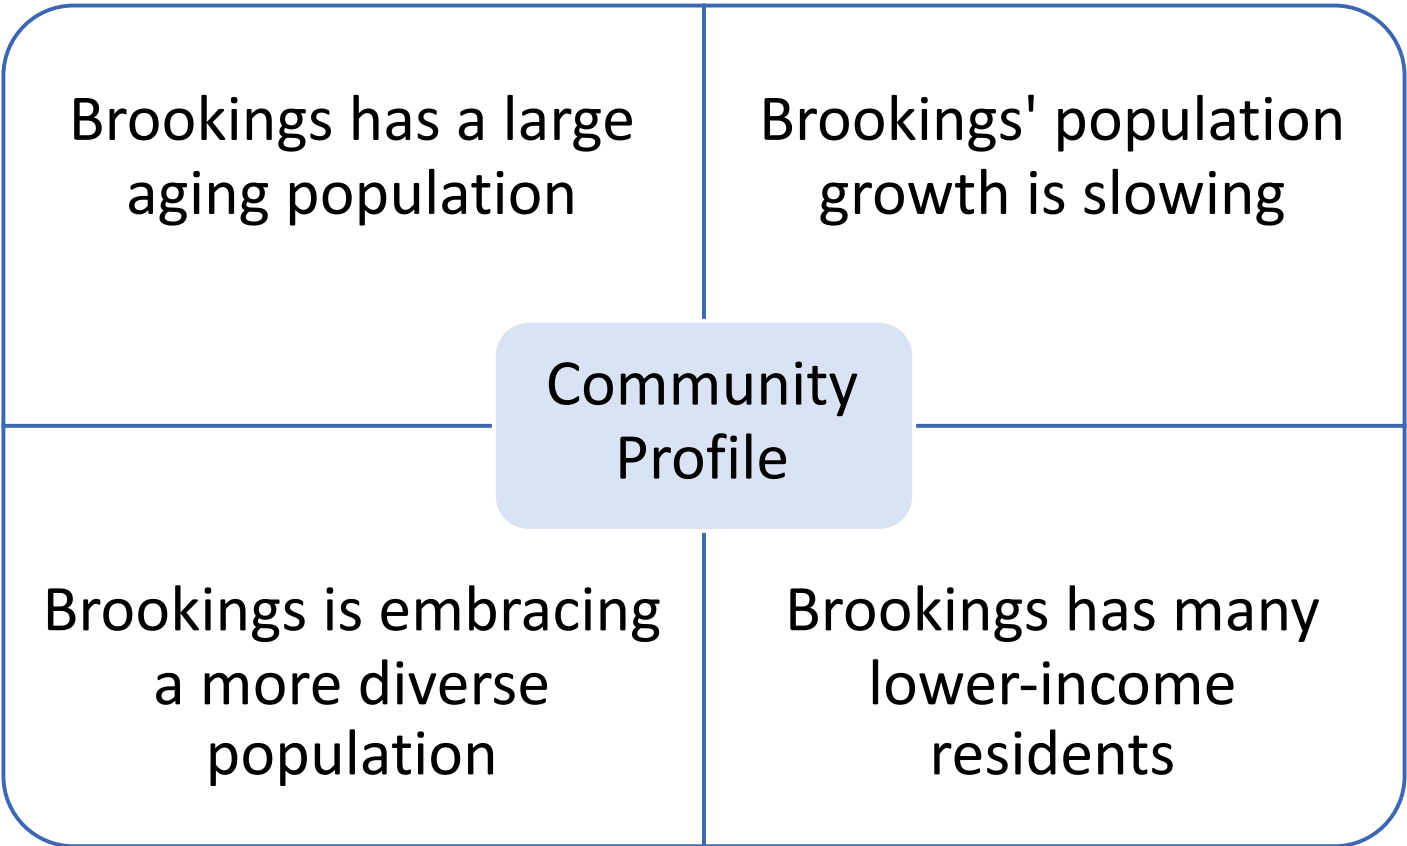 Brookings has a large
aging population
Brookings' population
growth is slowing
Community
Profile
Brookings is embracing
a more diverse
population
Brookings has many
lower-income
residents